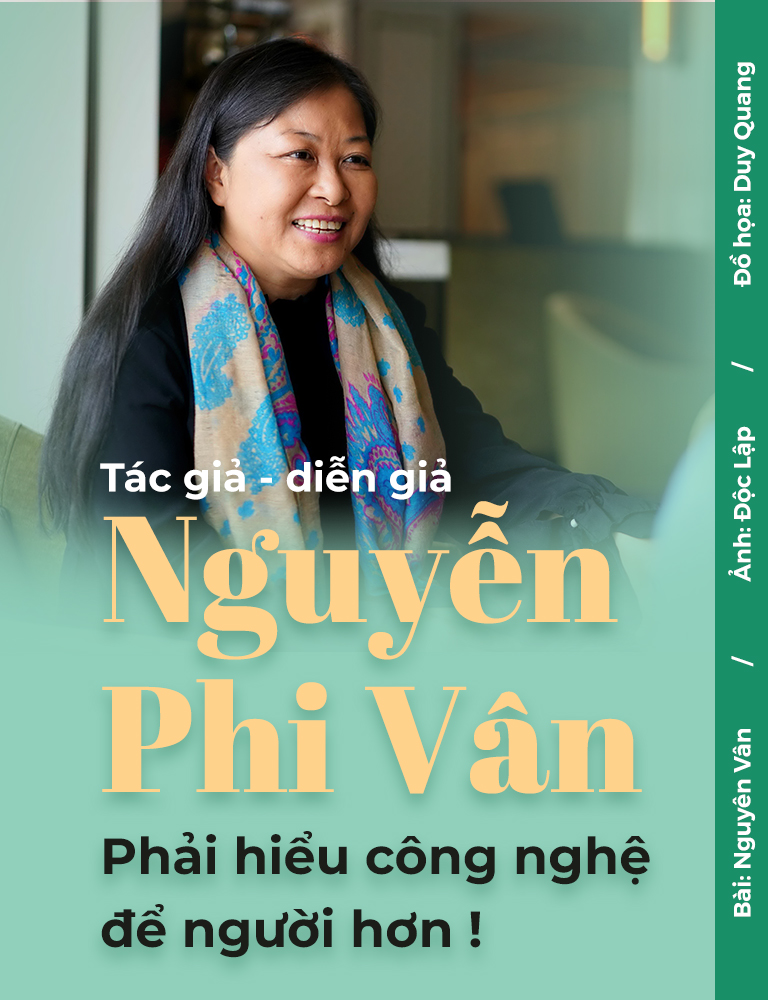 Tác giả - diễn giả
Nguyễn
Phi Vân
Phải hiểu công nghệ
để người hơn !
Bài: Nguyên Vân / Ảnh: Độc Lập / Đồ họa: Duy Quang